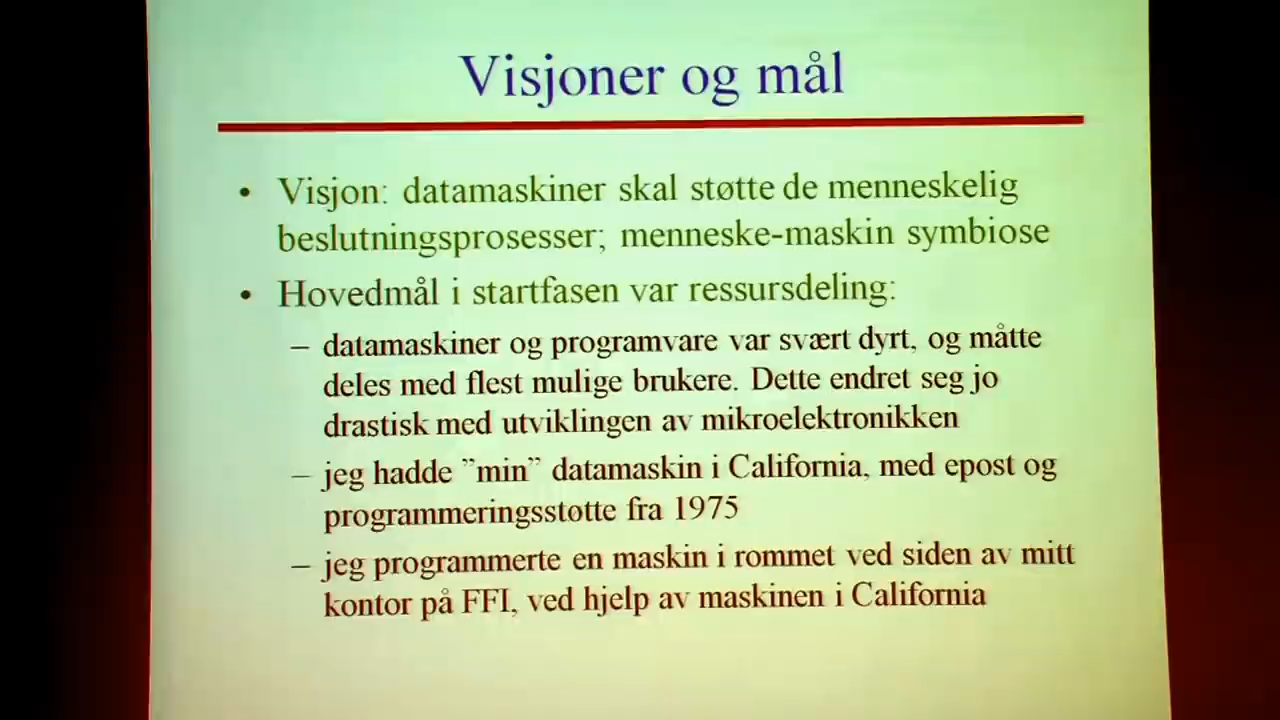 Visjoner og mål
• Visjon: datamaskiner skal støtte de menneskelig
beslutningsprosesser; menneske-maskin symbiose
• Hovedmål i startfasen var ressursdeling:
– datamaskiner og programvare var svært dyrt, og måtte
deles med flest mulige brukere. Dette endret seg jo
drastisk med utviklingen av mikroelektronikken
– jeg hadde ”min” datamaskin i California, med epost og
programmeringsstøtte fra 1975
– jeg programmerte en maskin i rommet ved siden av mitt
kontor på FFI, ved hjelp av maskinen i California